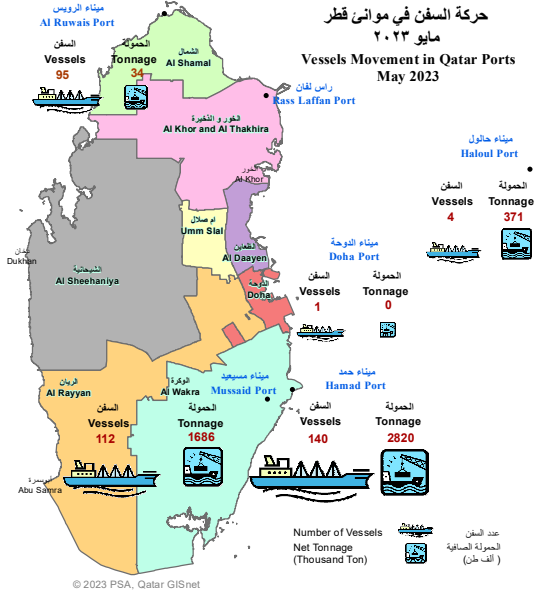 حركة السفن في موانئ قطر
مايو ٢٠٢٣
Vessels Movement in Qatar Ports
May 2023
ميناء الرويس
Al Ruwais Port
السفن
الحمولة
Vessels
Tonnage
95
34
الشمال
Al Shamal
راس لفان
Rass Laffan Port
الخور و الذخيرة
Al Khor and Al Thakhira
ميناء حالول
Haloul Port
الخور
Al Khor
السفن
الحمولة
Vessels
Tonnage
4
371
ام صلال
Umm Slal
الظعاين
Al Daayen
دخان
Dukhan
ميناء الدوحة
Doha Port
الشيحانية
Al Sheehaniya
الدوحة
Doha
السفن
الحمولة
Vessels
Tonnage
1
0
الريان
Al Rayyan
الوكرة
Al Wakra
ميناء مسيعيد
Mussaid Port
ميناء حمد
Hamad Port
السفن
الحمولة
Vessels
Tonnage
112
1686
السفن
الحمولة
Vessels
Tonnage
140
2820
ابوسمرة
Abu Samra
Number of Vessels
عدد السفن
Net Tonnage
(Thousand Ton)
الحمولة الصافية
( ألف طن)
© 2023 PSA, Qatar GISnet